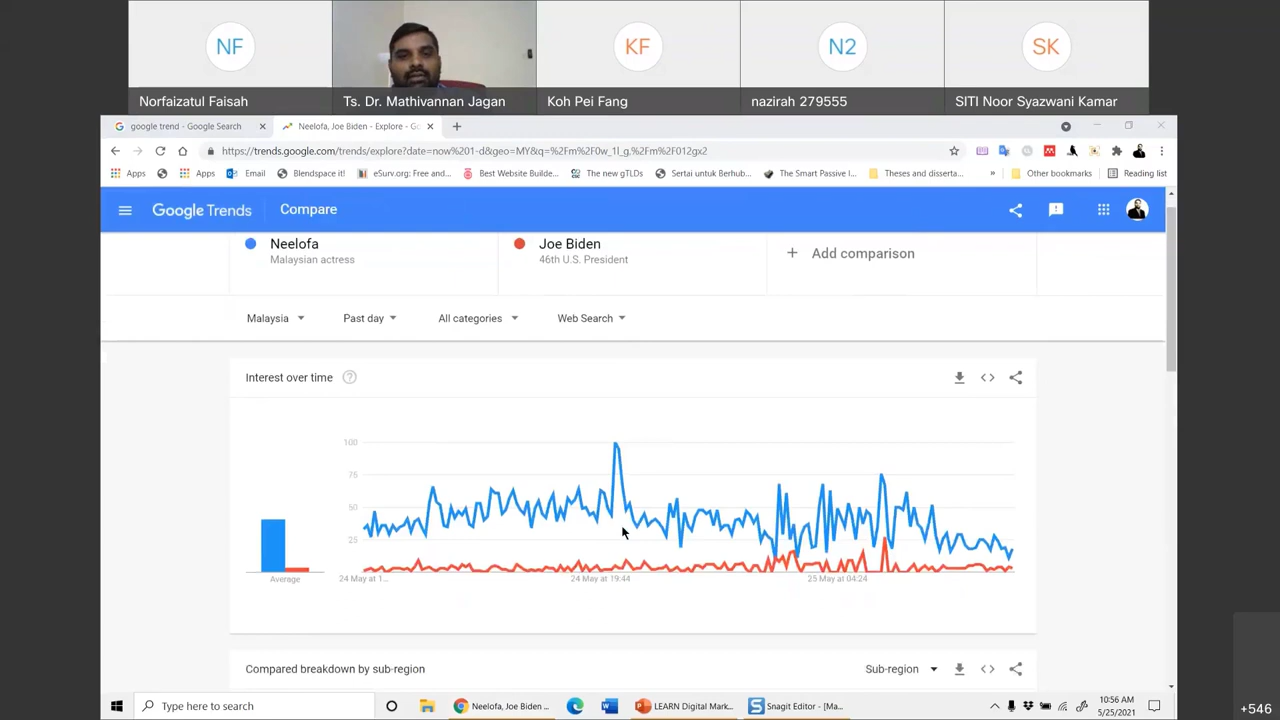 NF
KF
N2
SK
Norfaizatul Faisah
Ts. Dr. Mathivannan Jagan
Koh Pei Fang
nazirah 279555
SITI Noor Syazwani Kamar
google trend - Google Search
Neelofa, Joe Biden - Explore - Go
https://trends.google.com/trends/explore?date=now%201-d&geo=MY&q=%2Fm%2F0w_1l_g,%2Fm%2F012gx2
Apps
Apps
Email
Blendspace it!
eSurv.org: Free and...
Best Website Builde...
The new gTLDs
Sertai untuk Berhub...
The Smart Passive I...
Theses and disserta...
»
Other bookmarks
Reading list
Google Trends
Compare
Neelofa
Malaysian actress
Joe Biden
46th U.S. President
+ Add comparison
Malaysia
Past day
All categories
Web Search
Interest over time
100
75
50
25
Average
24 May at 1...
24 May at 19:44
25 May at 04:24
Compared breakdown by sub-region
Sub-region
Type here to search
Neelofa, Joe Biden ...
LEARN Digital Mark...
Snagit Editor - [Ma...
10:56 AM
5/25/2021
+546